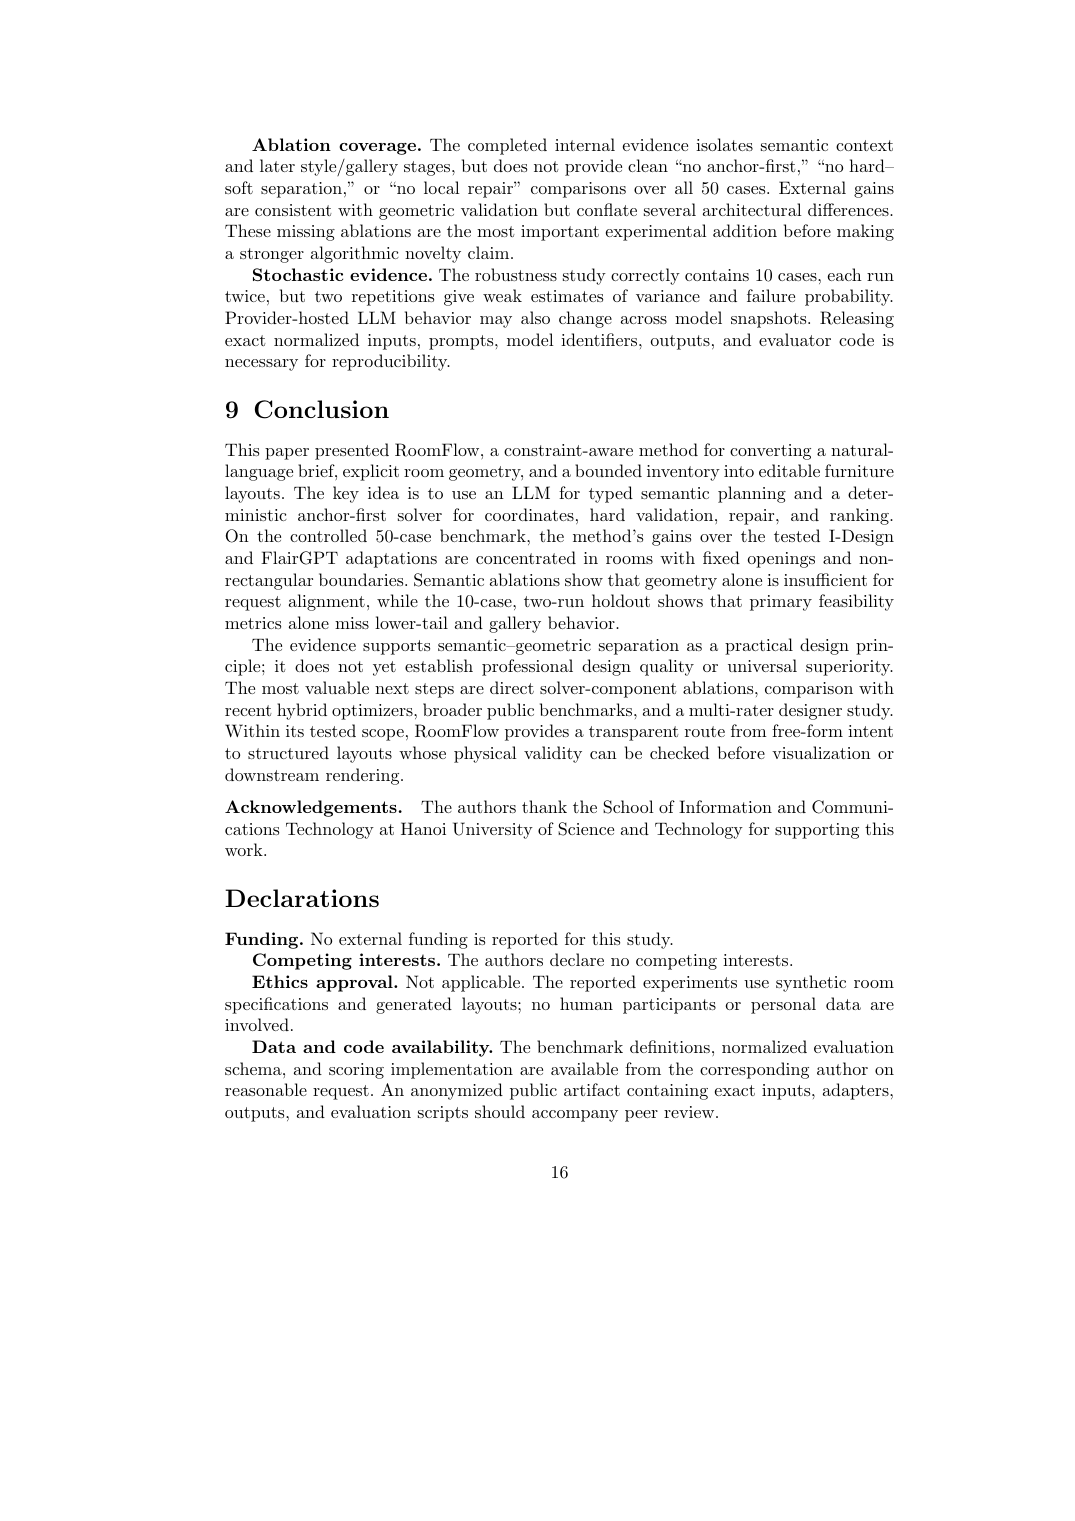 Ablation coverage. The completed internal evidence isolates semantic context
and later style/gallery stages, but does not provide clean “no anchor-first,” “no hard–
soft separation,” or “no local repair” comparisons over all 50 cases. External gains
are consistent with geometric validation but conflate several architectural differences.
These missing ablations are the most important experimental addition before making
a stronger algorithmic novelty claim.
Stochastic evidence. The robustness study correctly contains 10 cases, each run
twice, but two repetitions give weak estimates of variance and failure probability.
Provider-hosted LLM behavior may also change across model snapshots. Releasing
exact normalized inputs, prompts, model identifiers, outputs, and evaluator code is
necessary for reproducibility.
9 Conclusion
This paper presented RoomFlow, a constraint-aware method for converting a natural-
language brief, explicit room geometry, and a bounded inventory into editable furniture
layouts. The key idea is to use an LLM for typed semantic planning and a deter-
ministic anchor-first solver for coordinates, hard validation, repair, and ranking.
On the controlled 50-case benchmark, the method’s gains over the tested I-Design
and FlairGPT adaptations are concentrated in rooms with fixed openings and non-
rectangular boundaries. Semantic ablations show that geometry alone is insufficient for
request alignment, while the 10-case, two-run holdout shows that primary feasibility
metrics alone miss lower-tail and gallery behavior.
The evidence supports semantic–geometric separation as a practical design prin-
ciple; it does not yet establish professional design quality or universal superiority.
The most valuable next steps are direct solver-component ablations, comparison with
recent hybrid optimizers, broader public benchmarks, and a multi-rater designer study.
Within its tested scope, RoomFlow provides a transparent route from free-form intent
to structured layouts whose physical validity can be checked before visualization or
downstream rendering.
Acknowledgements. The authors thank the School of Information and Communi-
cations Technology at Hanoi University of Science and Technology for supporting this
work.
Declarations
Funding. No external funding is reported for this study.
Competing interests. The authors declare no competing interests.
Ethics approval. Not applicable. The reported experiments use synthetic room
specifications and generated layouts; no human participants or personal data are
involved.
Data and code availability. The benchmark definitions, normalized evaluation
schema, and scoring implementation are available from the corresponding author on
reasonable request. An anonymized public artifact containing exact inputs, adapters,
outputs, and evaluation scripts should accompany peer review.
16